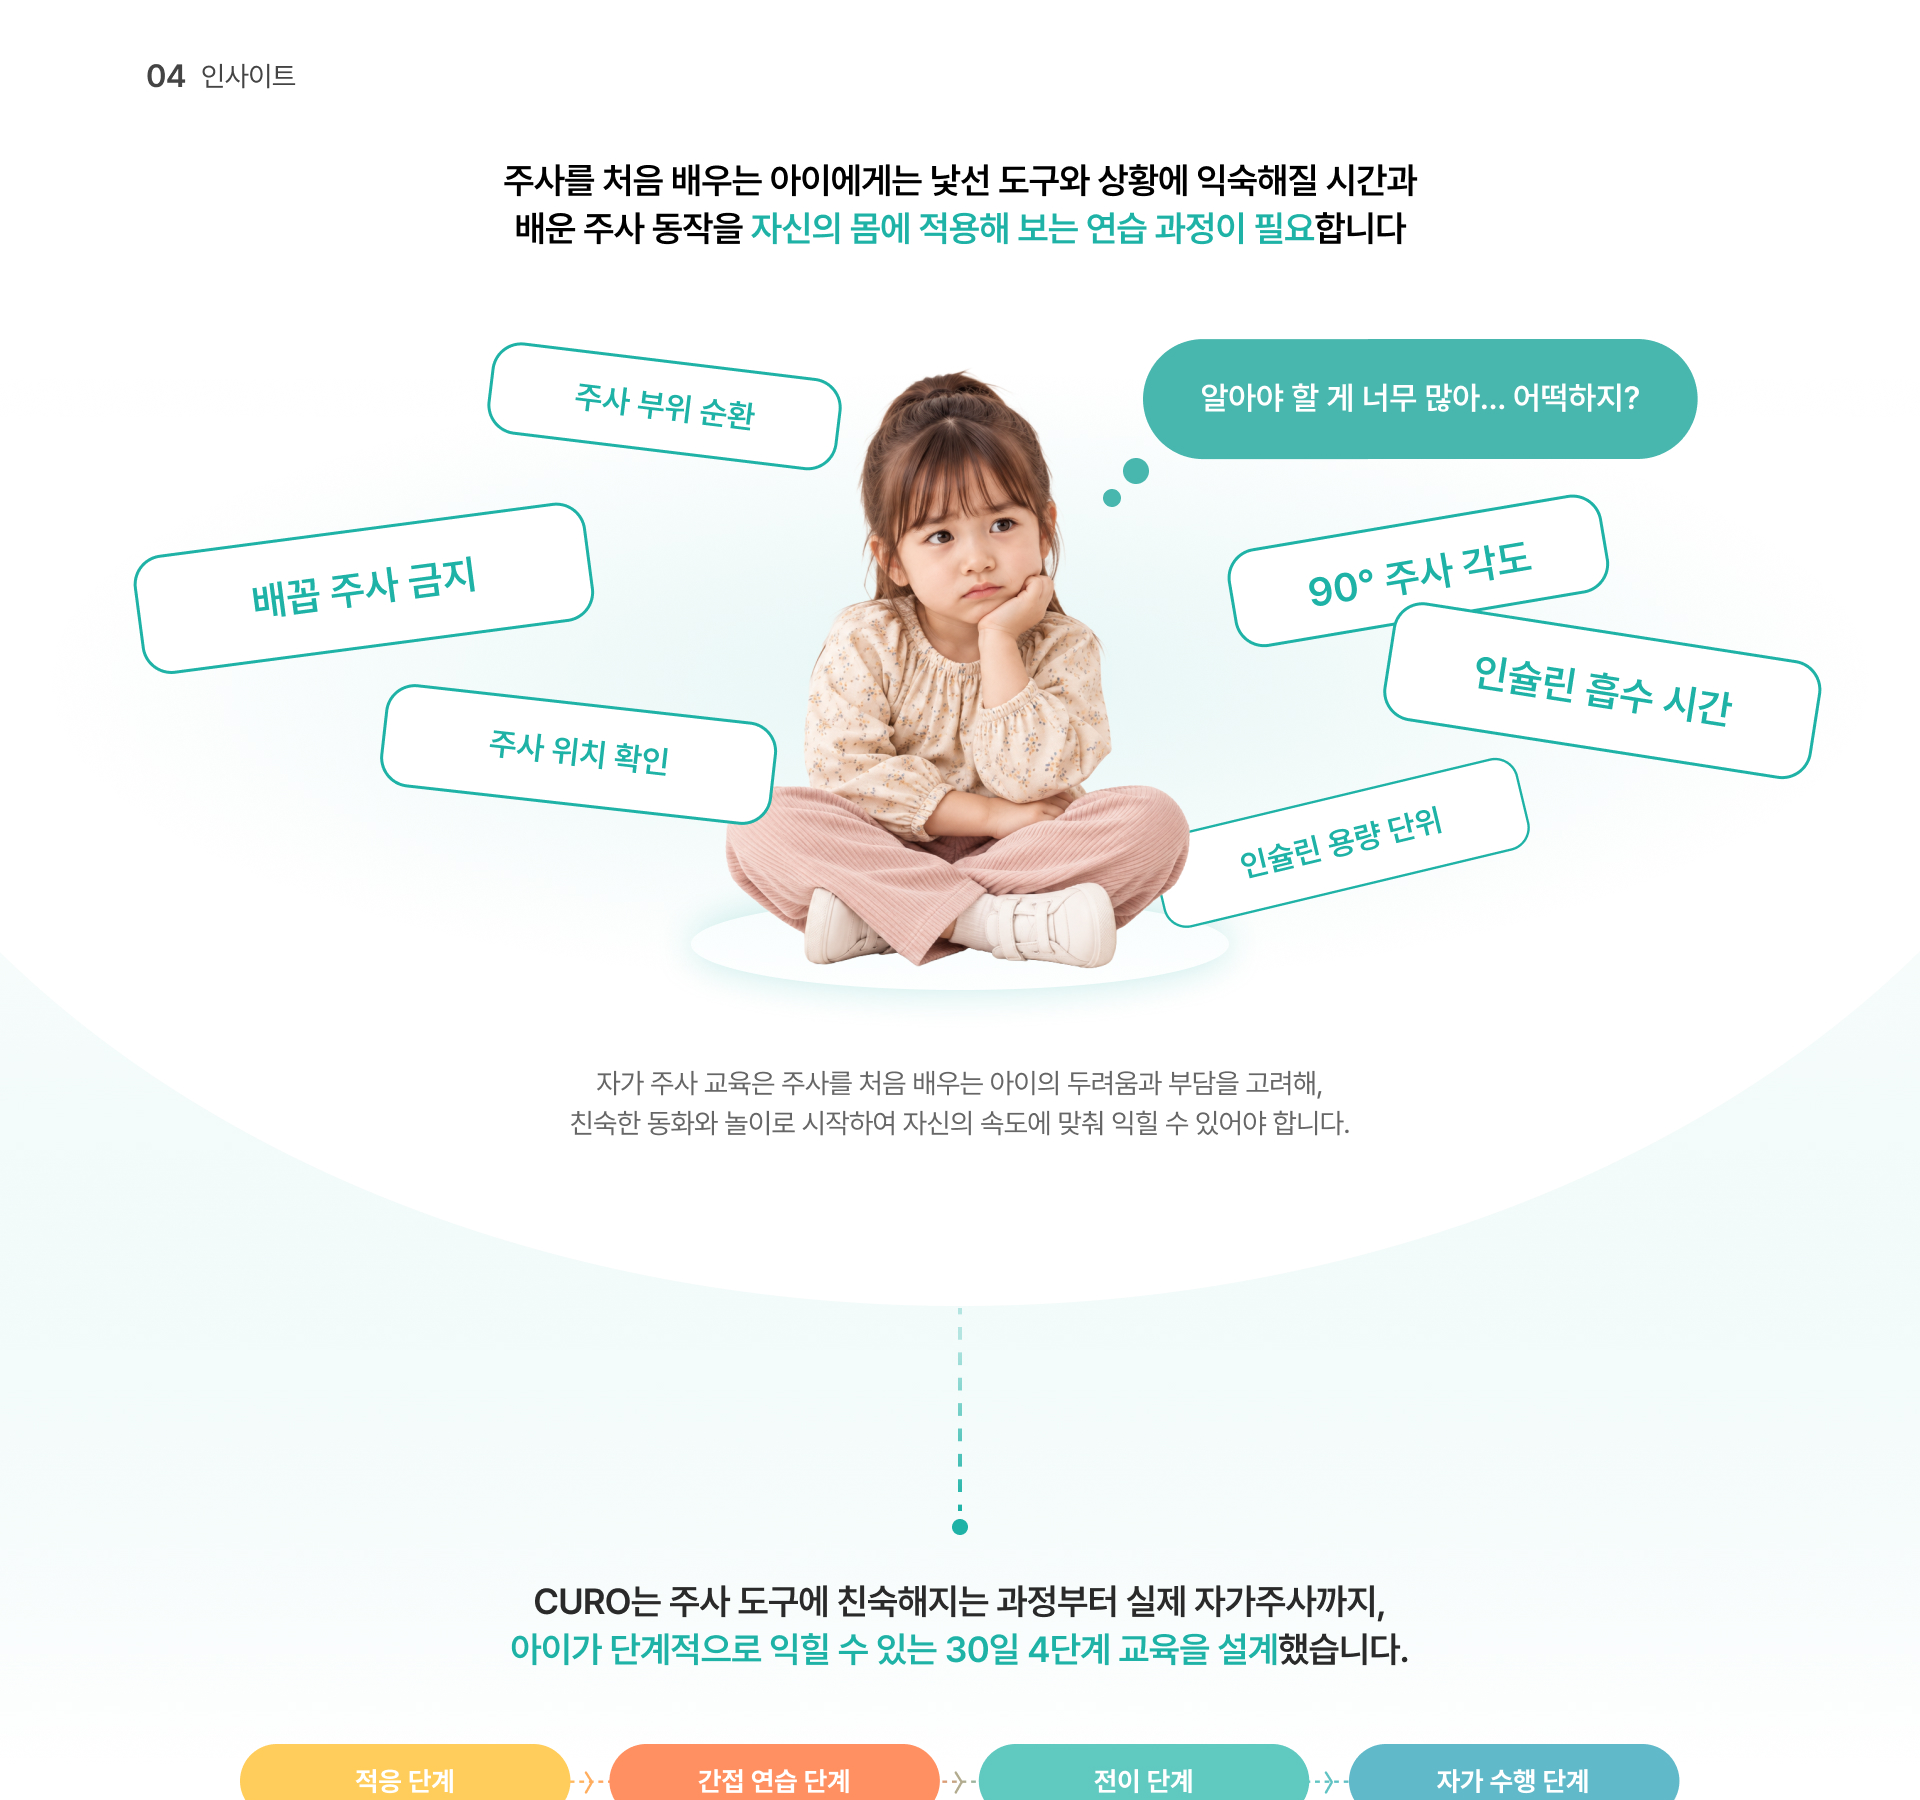 04 인사이트
주사를 처음 배우는 아이에게는 낯선 도구와 상황에 익숙해질 시간과
배운 주사 동작을 자신의 몸에 적용해 보는 연습 과정이 필요합니다
주사 부위 순환
알아야 할 게 너무 많아... 어떡하지?
배꼽 주사 금지
90° 주사 각도
인슐린 흡수 시간
주사 위치 확인
인슐린 용량 단위
자가 주사 교육은 주사를 처음 배우는 아이의 두려움과 부담을 고려해,
친숙한 동화와 놀이로 시작하여 자신의 속도에 맞춰 익힐 수 있어야 합니다.
CURO는 주사 도구에 친숙해지는 과정부터 실제 자가주사까지,
아이가 단계적으로 익힐 수 있는 30일 4단계 교육을 설계했습니다.
적응 단계
간접 연습 단계
전이 단계
자가 수행 단계